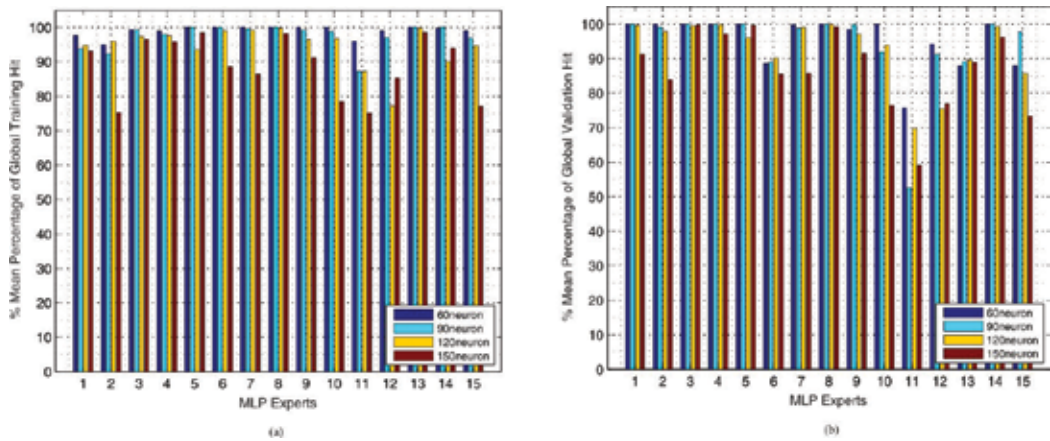 % Mean Percentage of Global Training Hit
100
90
80
70
60
50
40
30
20
10
0
60neuron
90neuron
120neuron
150neuron
1 2 3 4 5 6 7 8 9 10 11 12 13 14 15
MLP Experts
(a)
% Mean Percentage of Global Validation Hit
100
90
80
70
60
50
40
30
20
10
0
60neuron
90neuron
120neuron
150neuron
1 2 3 4 5 6 7 8 9 10 11 12 13 14 15
MLP Experts
(b)